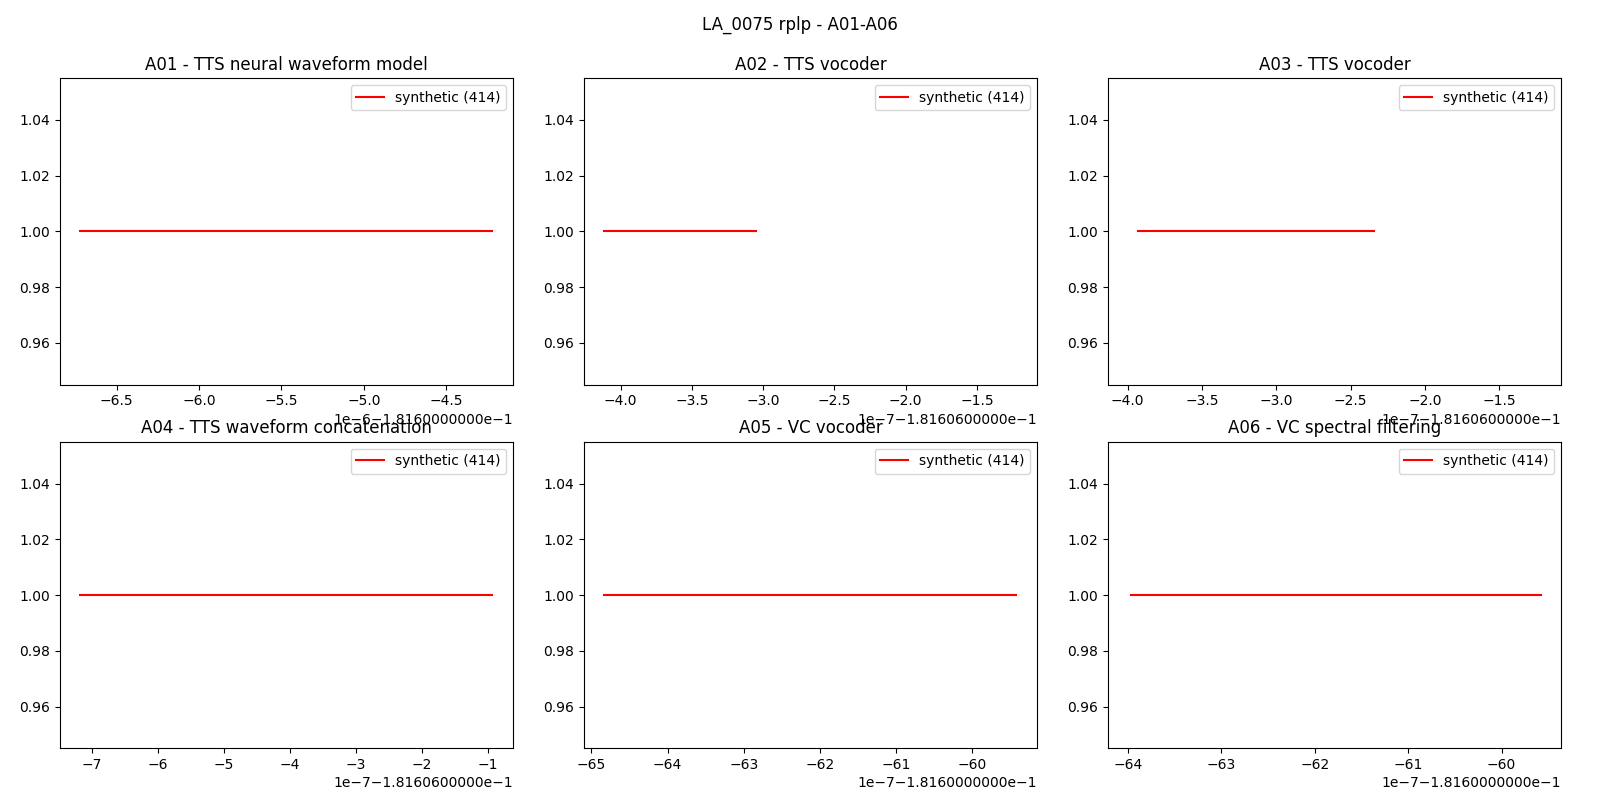 LA_0075 rplp - A01-A06
A01 - TTS neural waveform model
A02 - TTS vocoder
A03 - TTS vocoder
synthetic (414)
synthetic (414)
synthetic (414)
1.04
1.02
1.00
0.98
0.96
1.04
1.02
1.00
0.98
0.96
1.04
1.02
1.00
0.98
0.96
−6.5 −6.0 −5.5 −5.0 −4.5
1e−6−1.8160000000e−1
−4.0 −3.5 −3.0 −2.5 −2.0 −1.5
1e−7−1.8160600000e−1
−4.0 −3.5 −3.0 −2.5 −2.0 −1.5
1e−7−1.8160600000e−1
A04 - TTS waveform concatenation
A05 - VC vocoder
A06 - VC spectral filtering
synthetic (414)
synthetic (414)
synthetic (414)
1.04
1.02
1.00
0.98
0.96
1.04
1.02
1.00
0.98
0.96
1.04
1.02
1.00
0.98
0.96
−7 −6 −5 −4 −3 −2 −1
1e−7−1.8160600000e−1
−65 −64 −63 −62 −61 −60
1e−7−1.8160000000e−1
−64 −63 −62 −61 −60
1e−7−1.8160000000e−1